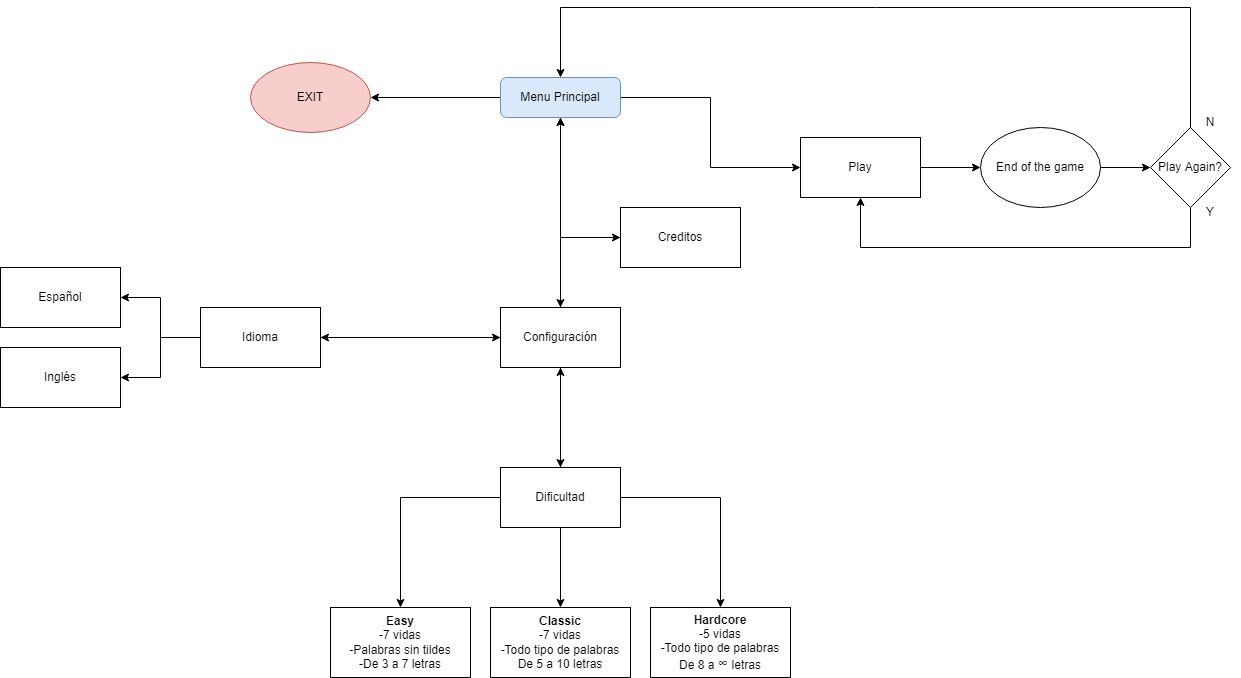 EXIT
Menu Principal
N
Play
End of the game
Play Again?
Y
Creditos
Español
Idioma
Configuración
Inglés
Dificultad
Easy
-7 vidas
-Palabras sin tildes
-De 3 a 7 letras
Classic
-7 vidas
-Todo tipo de palabras
De 5 a 10 letras
Hardcore
-5 vidas
-Todo tipo de palabras
De 8 a ∞ letras